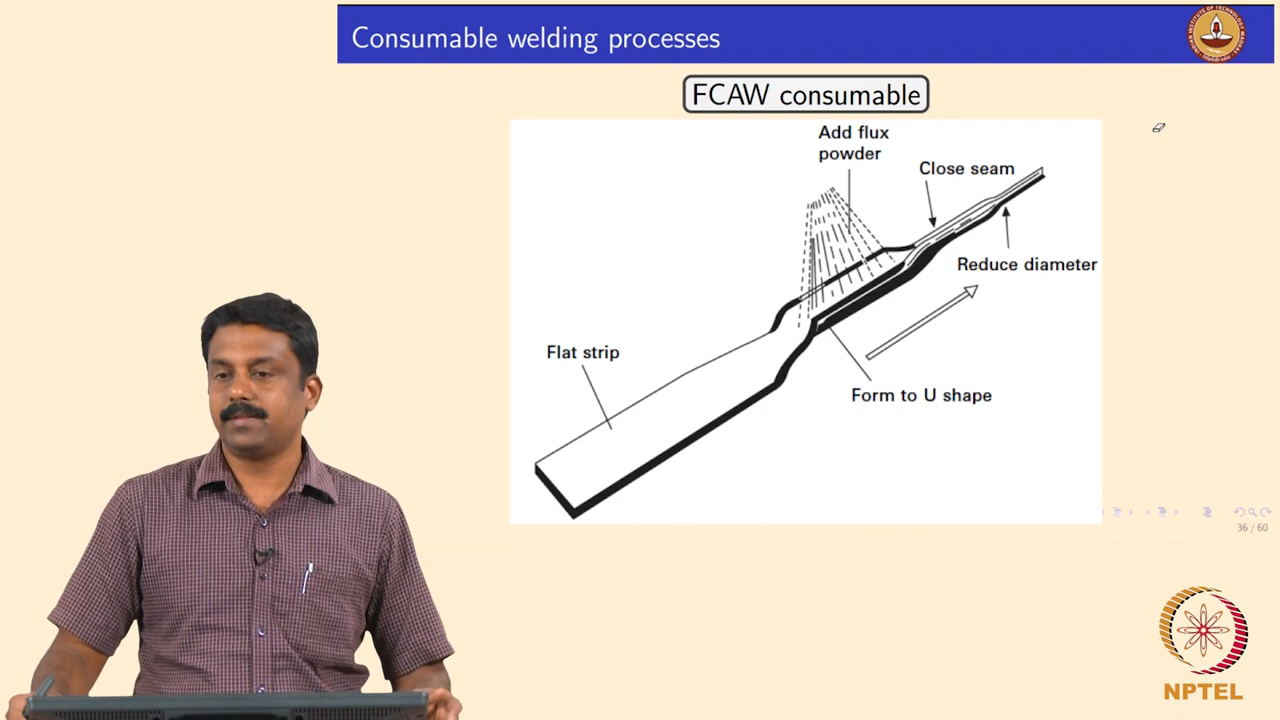 Consumable welding processes
FCAW consumable
Add flux
powder
Close seam
Reduce diameter
Flat strip
Form to U shape
36 / 60
NPTEL